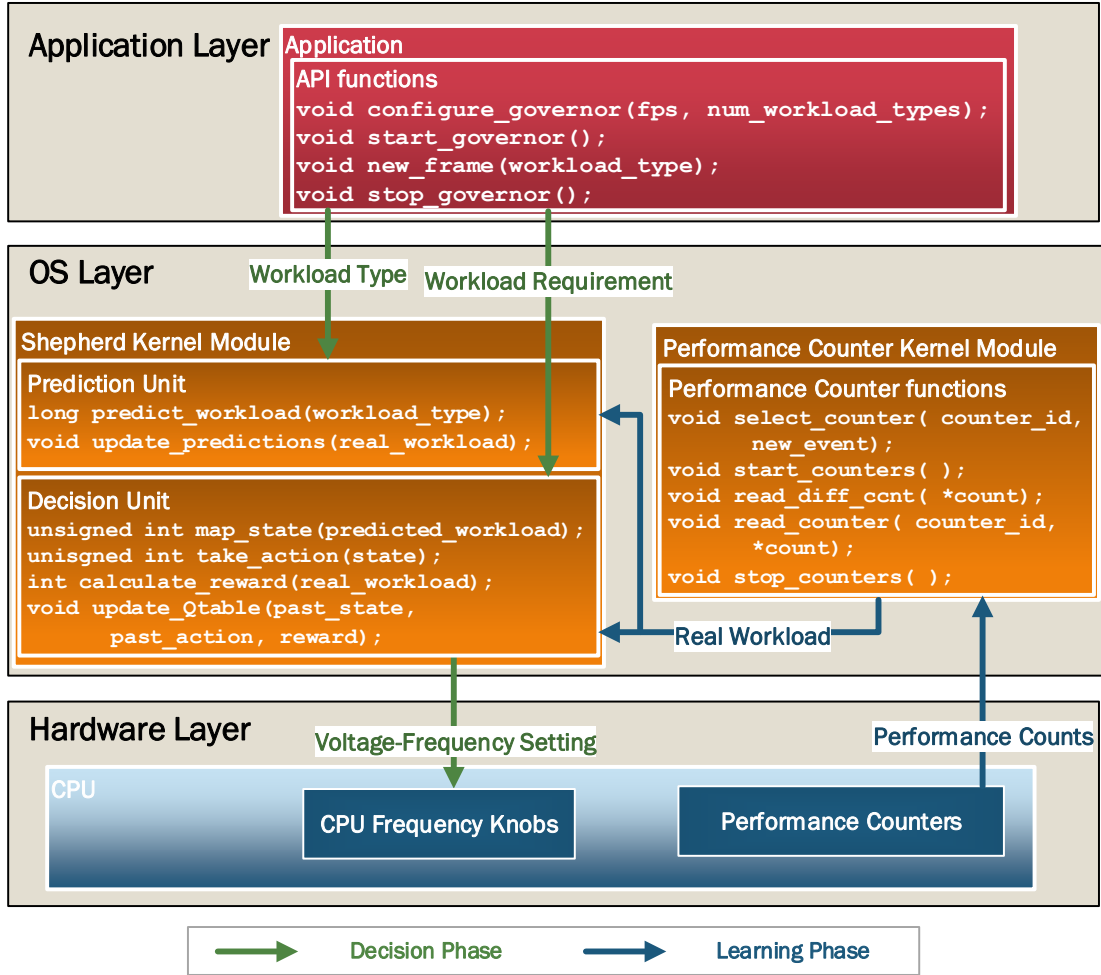 Application Layer
Application
API functions
void configure_governor(fps, num_workload_types);
void start_governor();
void new_frame(workload_type);
void stop_governor();
OS Layer
Workload Type
Workload Requirement
Shepherd Kernel Module
Prediction Unit
long predict_workload(workload_type);
void update_predictions(real_workload);
Decision Unit
unsigned int map_state(predicted_workload);
unisgned int take_action(state);
int calculate_reward(real_workload);
void update_Qtable(past_state,
past_action, reward);
Performance Counter Kernel Module
Performance Counter functions
void select_counter( counter_id,
new_event);
void start_counters( );
void read_diff_ccnt( *count);
void read_counter( counter_id,
*count);
void stop_counters( );
Real Workload
Hardware Layer
Voltage-Frequency Setting
Performance Counts
CPU
CPU Frequency Knobs
Performance Counters
Decision Phase
Learning Phase